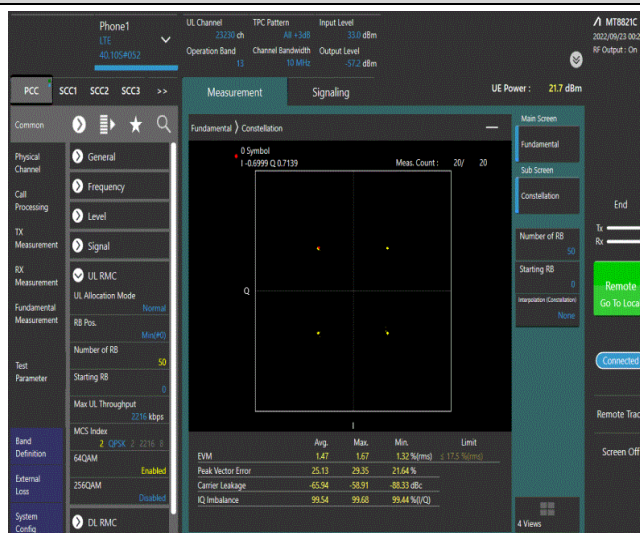 Phone1
LTE
40.10S#052
UL Channel
23230 ch
TPC Pattern
All +3dB
Input Level
33.0 dBm
Operation Band
13
Channel Bandwidth
10 MHz
Output Level
-57.2 dBm
MT8821C
RF Output : On
PCC SCC1 SCC2 SCC3 >>
Measurement
Signaling
UE Power : 21.7 dBm
Common
Physical
Channel
Call
Processing
TX
Measurement
RX
Measurement
Fundamental
Measurement
Test
Parameter
Band
Definition
External
Loss
System
Config
General
Frequency
Level
Signal
UL RMC
UL Allocation Mode
Normal
RB Pos.
Min(#0)
Number of RB
50
Starting RB
0
Max UL Throughput
2216 kbps
MCS Index
2 QPSK 2 2216 8
64QAM
Enabled
256QAM
Disabled
DL RMC
Fundamental 〉 Constellation
0 Symbol
I -0.6999 Q 0.7139
Meas. Count : 20/ 20
Q
I
Avg. Max. Min. Limit
EVM 1.47 1.67 1.32 %(rms) ≤ 17.5 %(rms)
Peak Vector Error 25.13 29.35 21.64 %
Carrier Leakage -65.94 -58.91 -88.33 dBc
IQ Imbalance 99.54 99.68 99.44 %(I/Q)
Main Screen
Fundamental
Sub Screen
Constellation
Number of RB
50
Starting RB
0
Interpolation (Constellation)
None
4 Views
End
Tx
Rx
Remote
Connected
Screen Off